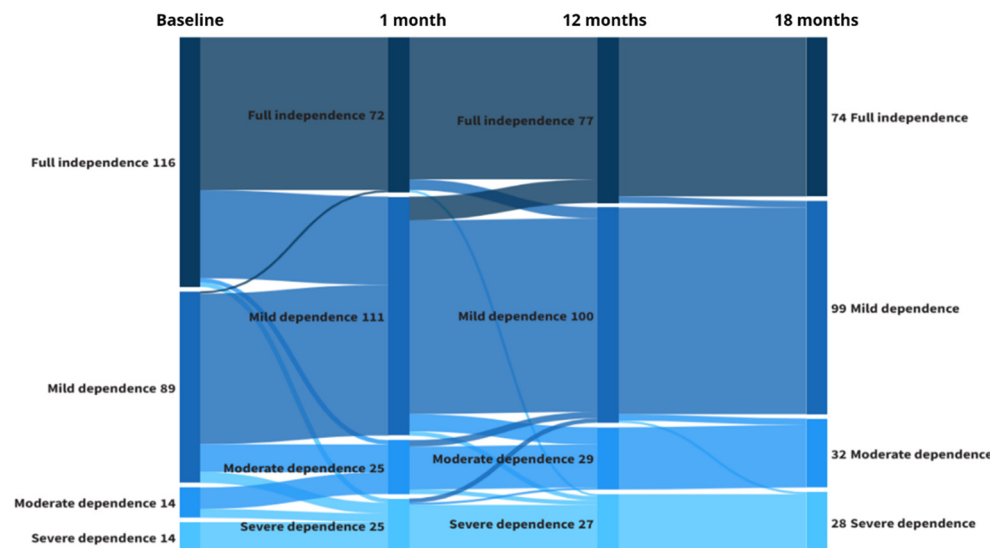 Baseline
1 month
12 months
18 months
Full independence 116
Mild dependence 89
Moderate dependence 14
Severe dependence 14
Full independence 72
Mild dependence 111
Moderate dependence 25
Severe dependence 25
Full independence 77
Mild dependence 100
Moderate dependence 29
Severe dependence 27
74 Full independence
99 Mild dependence
32 Moderate dependence
28 Severe dependence